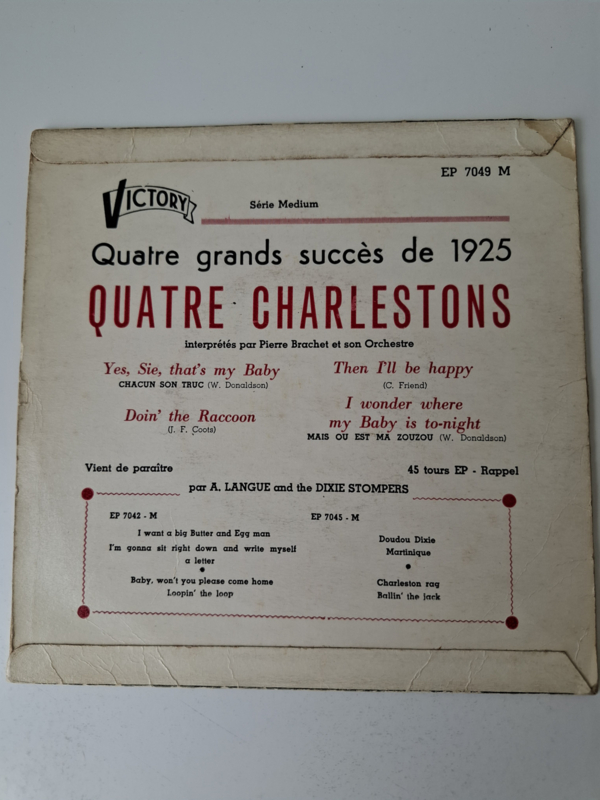 EP 7049 M
VICTORY
Série Medium
Quatre grands succès de 1925
QUATRE CHARLESTONS
interprétés par Pierre Brachet et son Orchestre
Yes, Sie, that's my Baby
CHACUN SON TRUC (W. Donaldson)
Doin' the Raccoon
(J. F. Coots)
Then I'll be happy
(C. Friend)
I wonder where
my Baby is to-night
MAIS OU EST MA ZOUZOU (W. Donaldson)
Vient de paraître
45 tours EP - Rappel
par A. LANGUE and the DIXIE STOMPERS
EP 7042 - M
I want a big Butter and Egg man
I'm gonna sit right down and write myself
a letter
Baby, won't you please come home
Loopin' the loop
EP 7045 - M
Doudou Dixie
Martinique
Charleston rag
Ballin' the jack